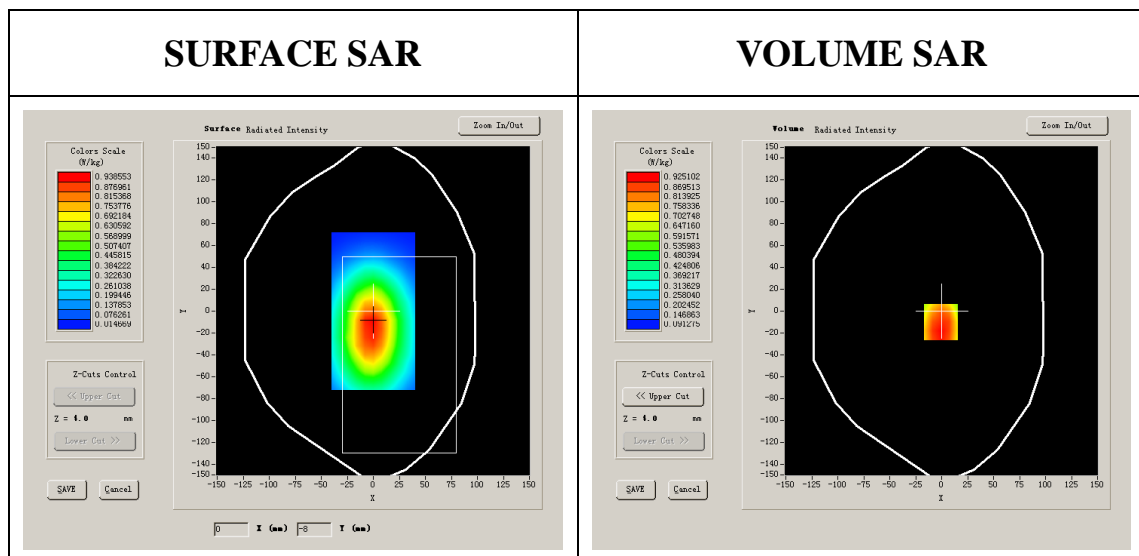 SURFACE SAR
VOLUME SAR
Surface Radiated Intensity
Zoom In/Out
Colors Scale
(W/kg)
0.938553
0.876961
0.815368
0.753776
0.692184
0.630592
0.568999
0.507407
0.445815
0.384222
0.322630
0.261038
0.199446
0.137853
0.076261
0.014669
150
140
120
100
80
60
40
20
0
-20
-40
-60
-80
-100
-120
-140
-150
Y
-150 -125 -100 -75 -50 -25 0 25 50 75 100 125 150
X
Z-Cuts Control
<< Upper Cut
Z = 4.0 mm
Lower Cut >>
SAVE Cancel
0 X (mm) -8 Y (mm)
Volume Radiated Intensity
Zoom In/Out
Colors Scale
(W/kg)
0.925102
0.869513
0.813925
0.758336
0.702748
0.647160
0.591571
0.535983
0.480394
0.424806
0.369217
0.313629
0.258040
0.202452
0.146863
0.091275
150
140
120
100
80
60
40
20
0
-20
-40
-60
-80
-100
-120
-140
-150
Y
-150 -125 -100 -75 -50 -25 0 25 50 75 100 125 150
X
Z-Cuts Control
<< Upper Cut
Z = 4.0 mm
Lower Cut >>
SAVE Cancel